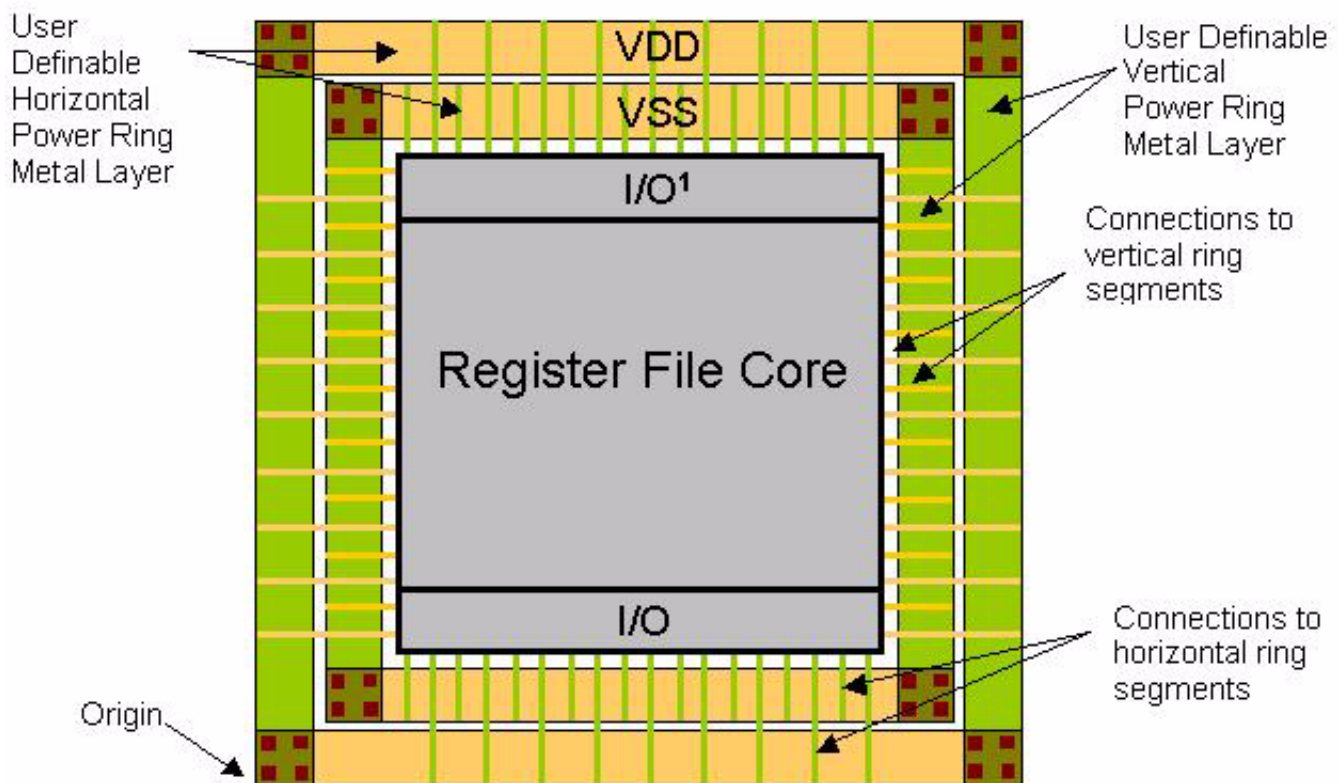 User
Definable
Horizontal
Power Ring
Metal Layer
VDD
VSS
User Definable
Vertical
Power Ring
Metal Layer
I/O¹
Connections to
vertical ring
segments
Register File Core
I/O
Connections to
horizontal ring
segments
Origin